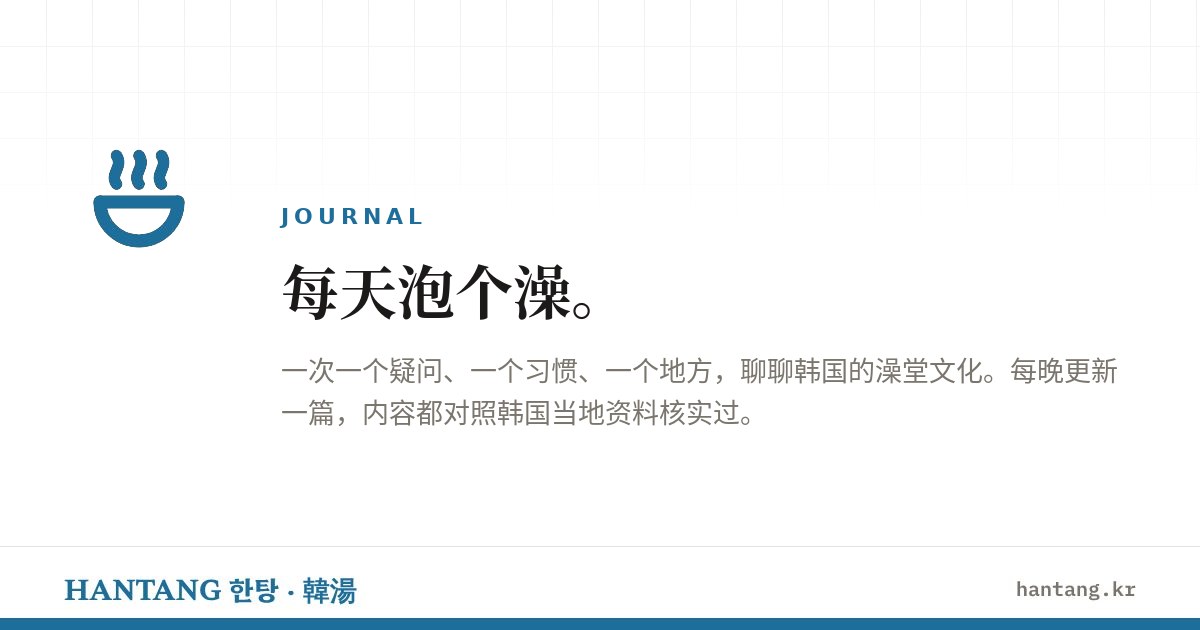 JOURNAL
每天泡个澡。
一次一个疑问、一个习惯、一个地方，聊聊韩国的澡堂文化。每晚更新
一篇，内容都对照韩国当地资料核实过。
HANTANG 한탕 · 韓湯
hantang.kr